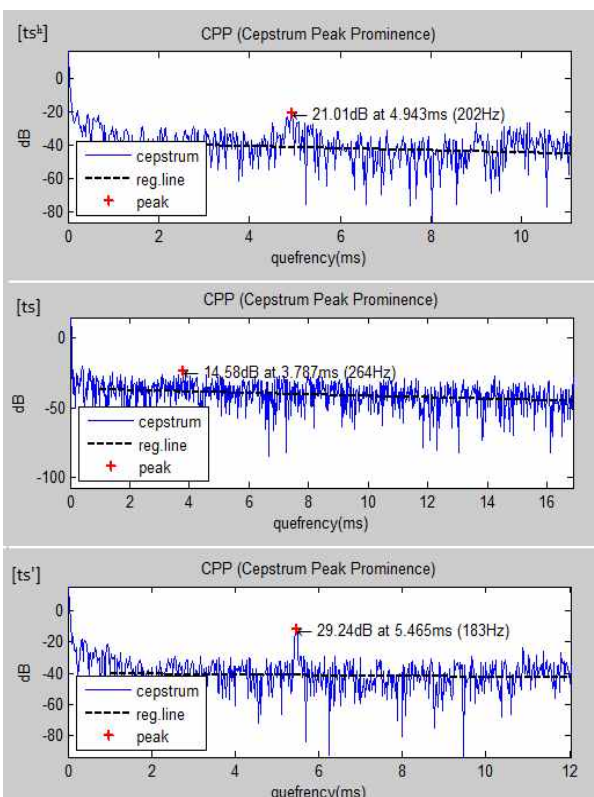 [tsʰ]
CPP (Cepstrum Peak Prominence)
0
-20
-40
-60
-80
dB
21.01dB at 4.943ms (202Hz)
cepstrum
reg.line
peak
0 2 4 6 8 10
quefrency(ms)
[ts]
CPP (Cepstrum Peak Prominence)
0
-50
-100
dB
14.58dB at 3.787ms (264Hz)
cepstrum
reg.line
peak
0 2 4 6 8 10 12 14 16
quefrency(ms)
[ts']
CPP (Cepstrum Peak Prominence)
0
-20
-40
-60
-80
dB
29.24dB at 5.465ms (183Hz)
cepstrum
reg.line
peak
0 2 4 6 8 10 12
quefrency(ms)